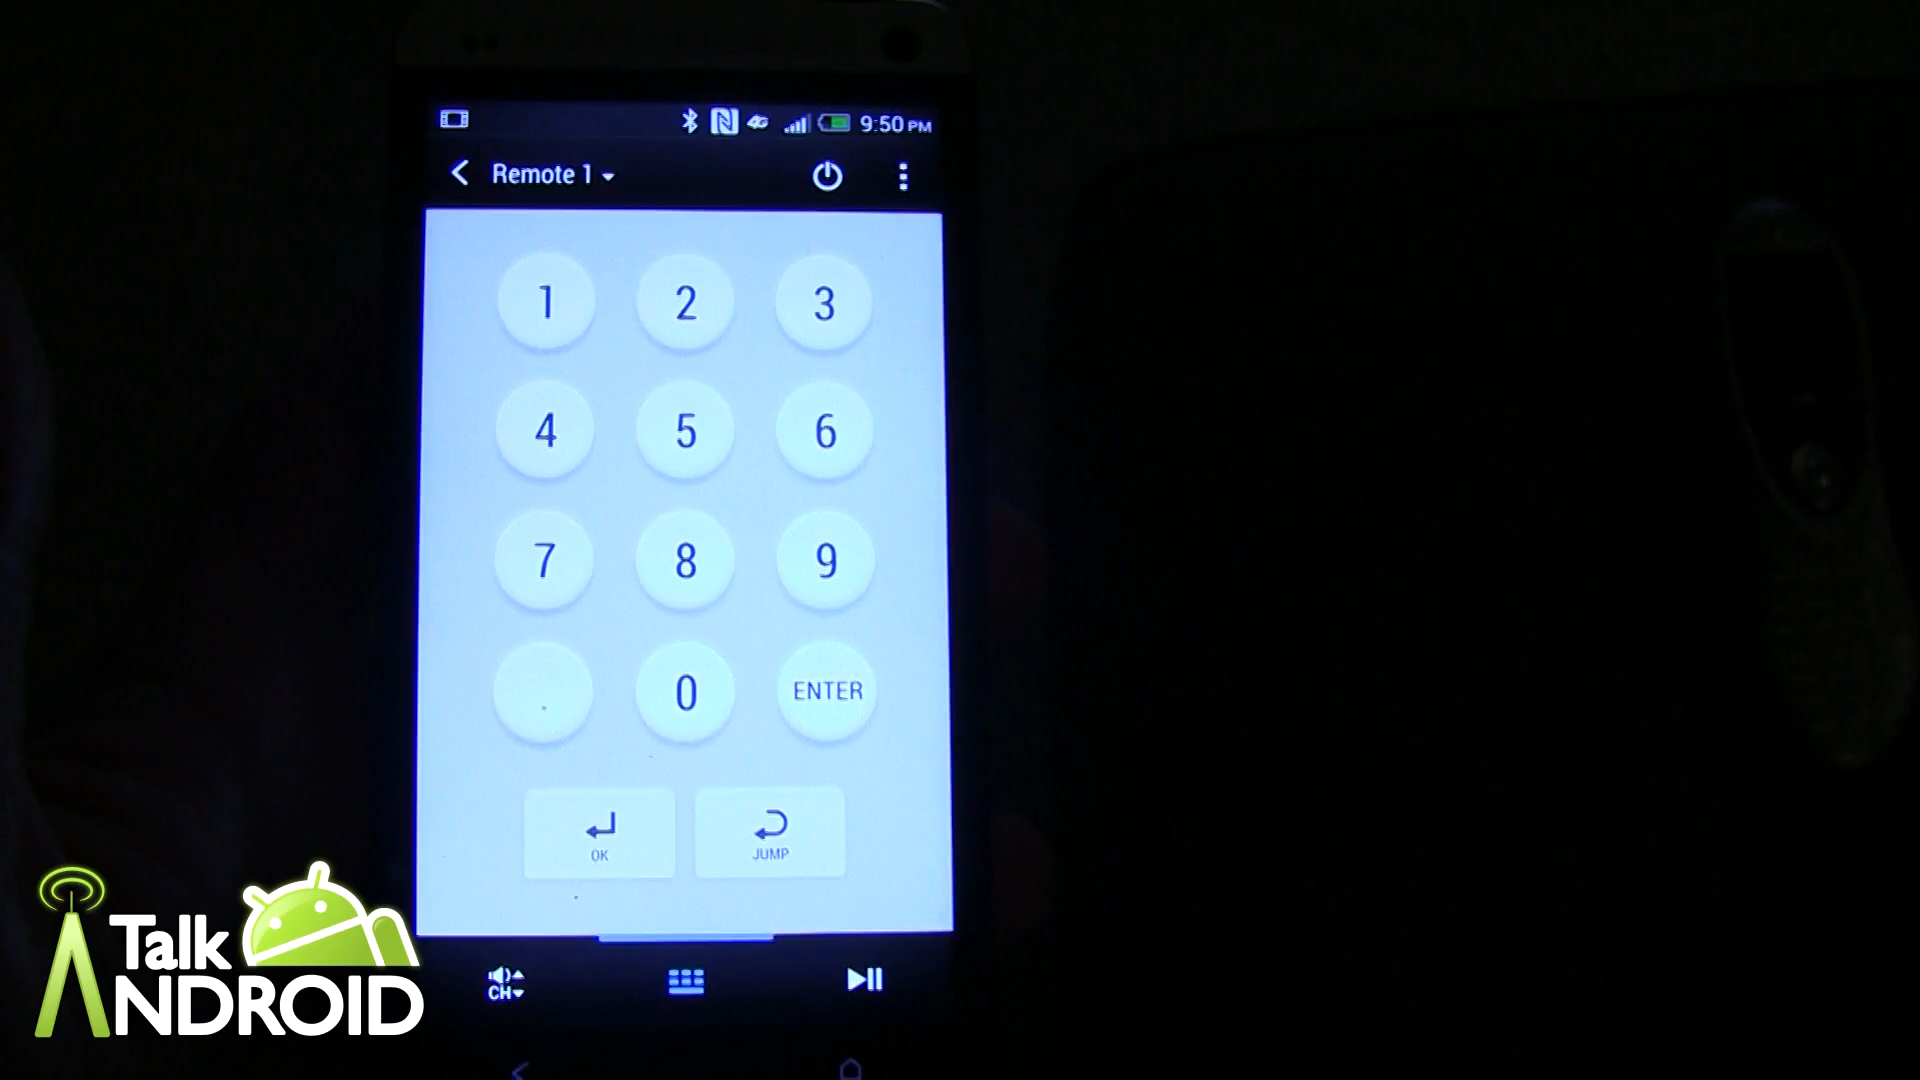 9:50 PM
Remote 1
1 2 3
4 5 6
7 8 9
. 0 ENTER
OK JUMP
CH
Talk
ANDROID